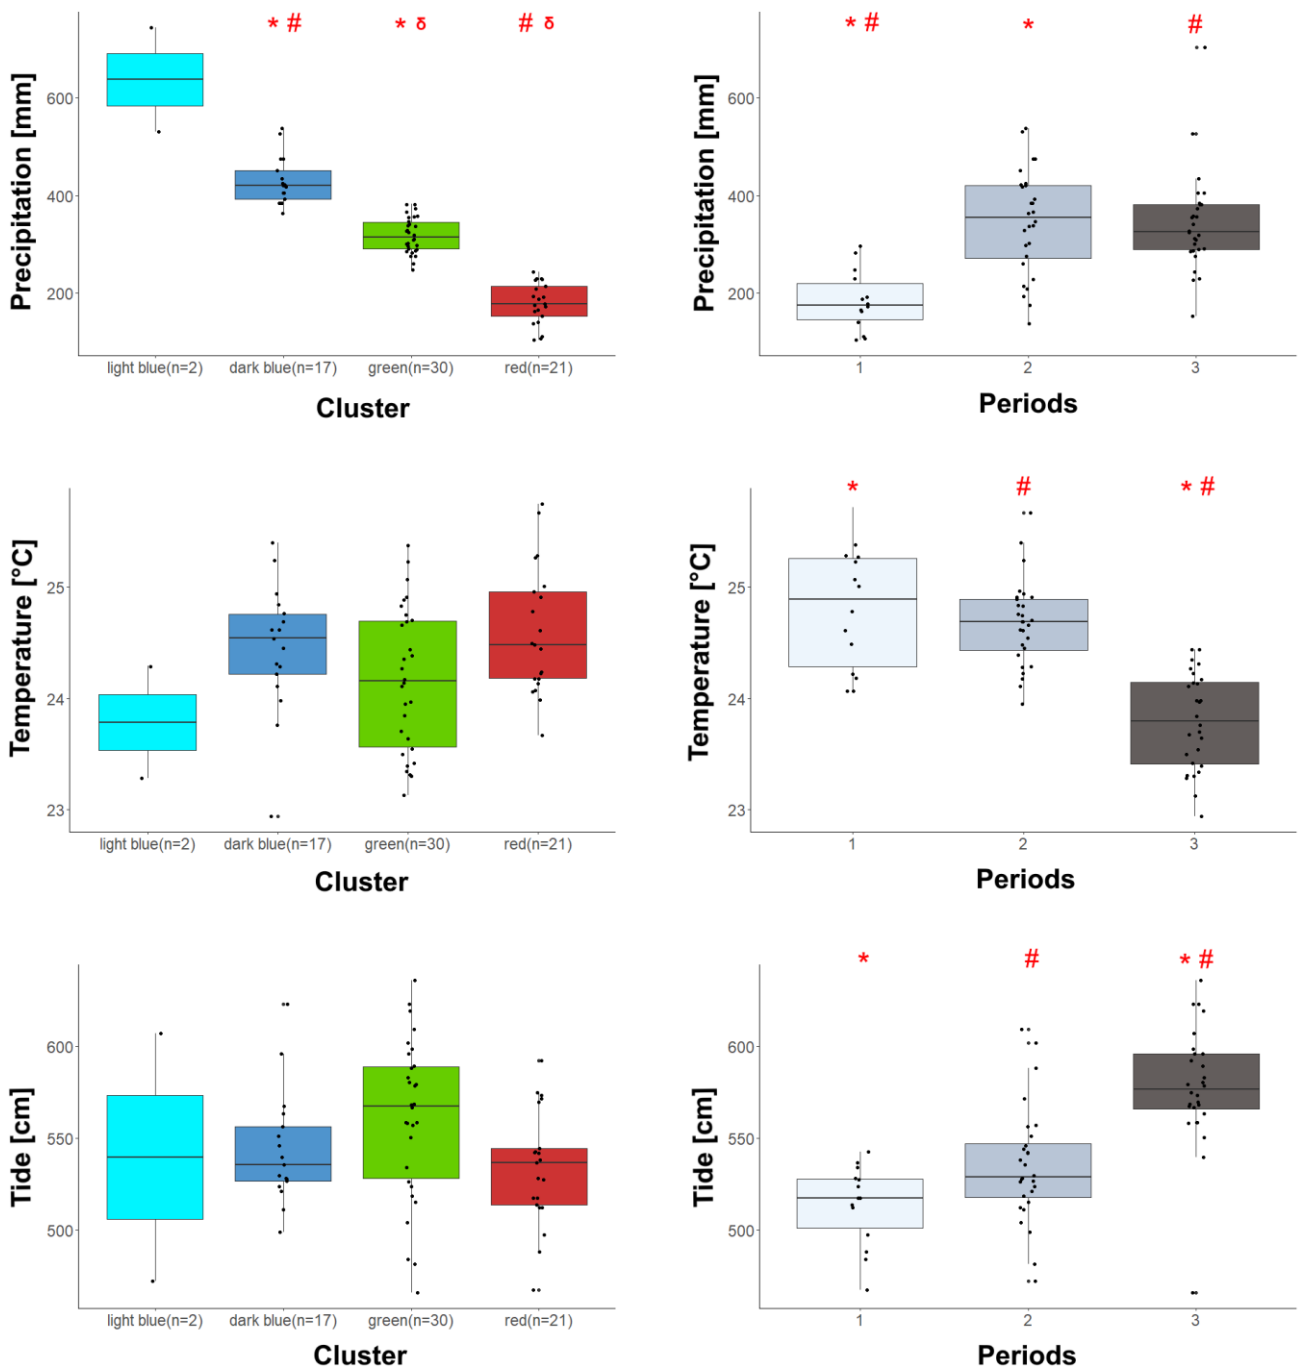 * # * δ # δ
Precipitation [mm]
600
400
200
light blue(n=2) dark blue(n=17) green(n=30) red(n=21)
Cluster
* # * #
Precipitation [mm]
600
400
200
1 2 3
Periods
Temperature [°C]
25
24
23
light blue(n=2) dark blue(n=17) green(n=30) red(n=21)
Cluster
* # * #
Temperature [°C]
25
24
23
1 2 3
Periods
Tide [cm]
600
550
500
light blue(n=2) dark blue(n=17) green(n=30) red(n=21)
Cluster
* # * #
Tide [cm]
600
550
500
1 2 3
Periods